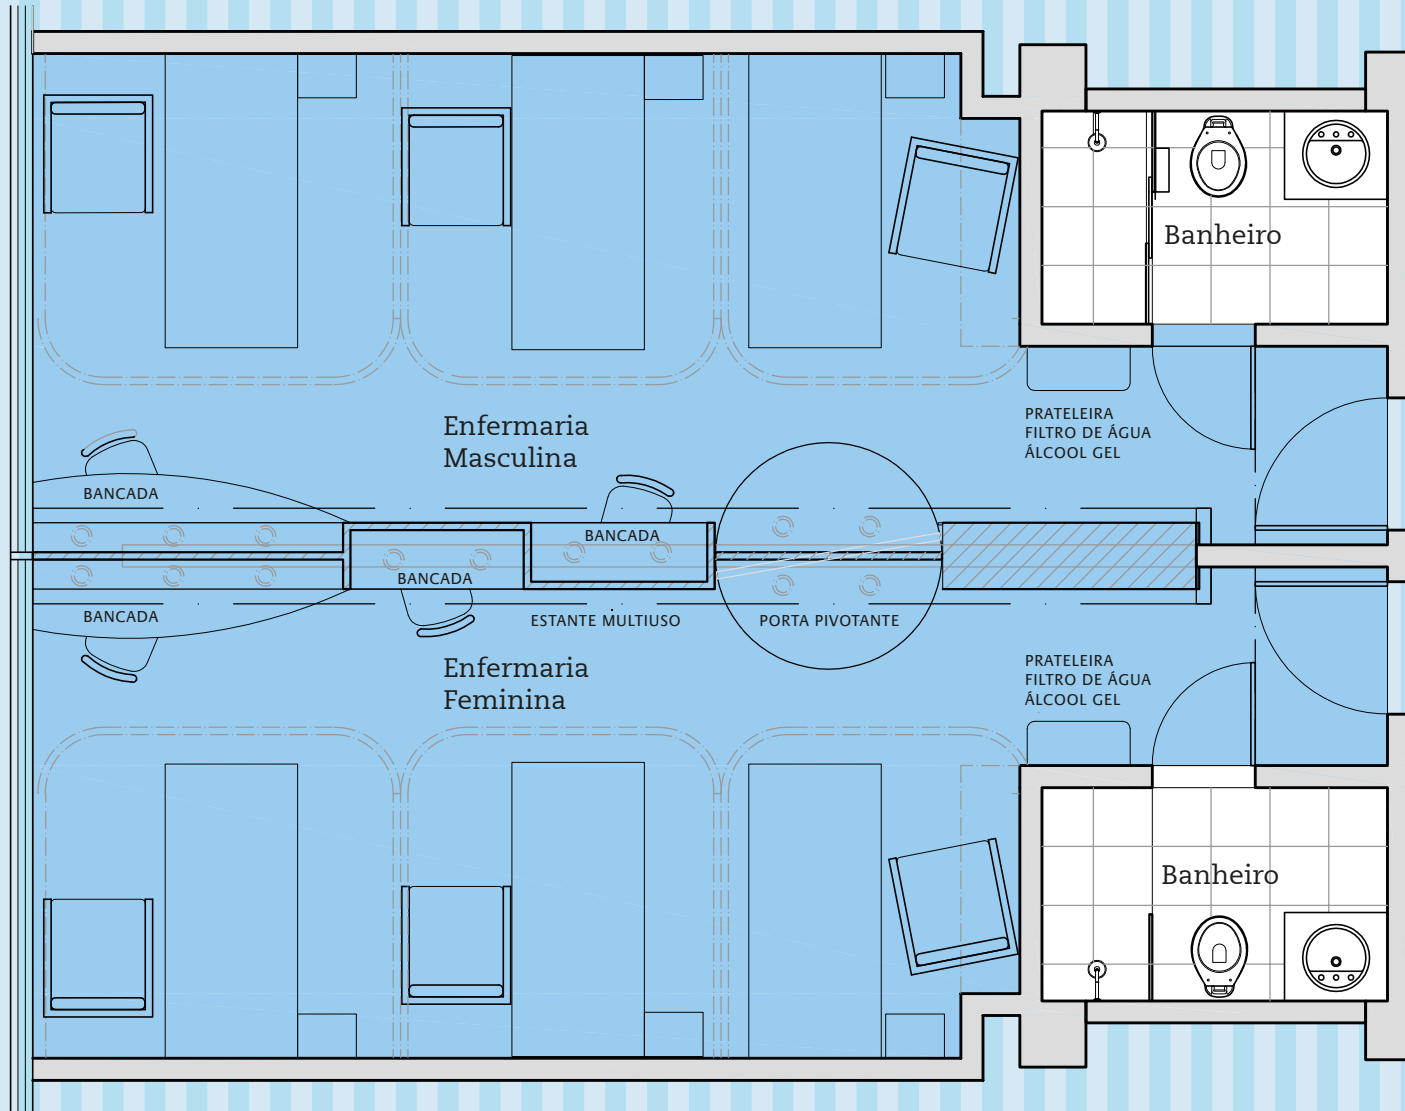 Banheiro
Enfermaria
Masculina
PRATELEIRA
FILTRO DE ÁGUA
ÁLCOOL GEL
BANCADA
BANCADA
BANCADA
BANCADA
ESTANTE MULTIUSO
PORTA PIVOTANTE
Enfermaria
Feminina
PRATELEIRA
FILTRO DE ÁGUA
ÁLCOOL GEL
Banheiro